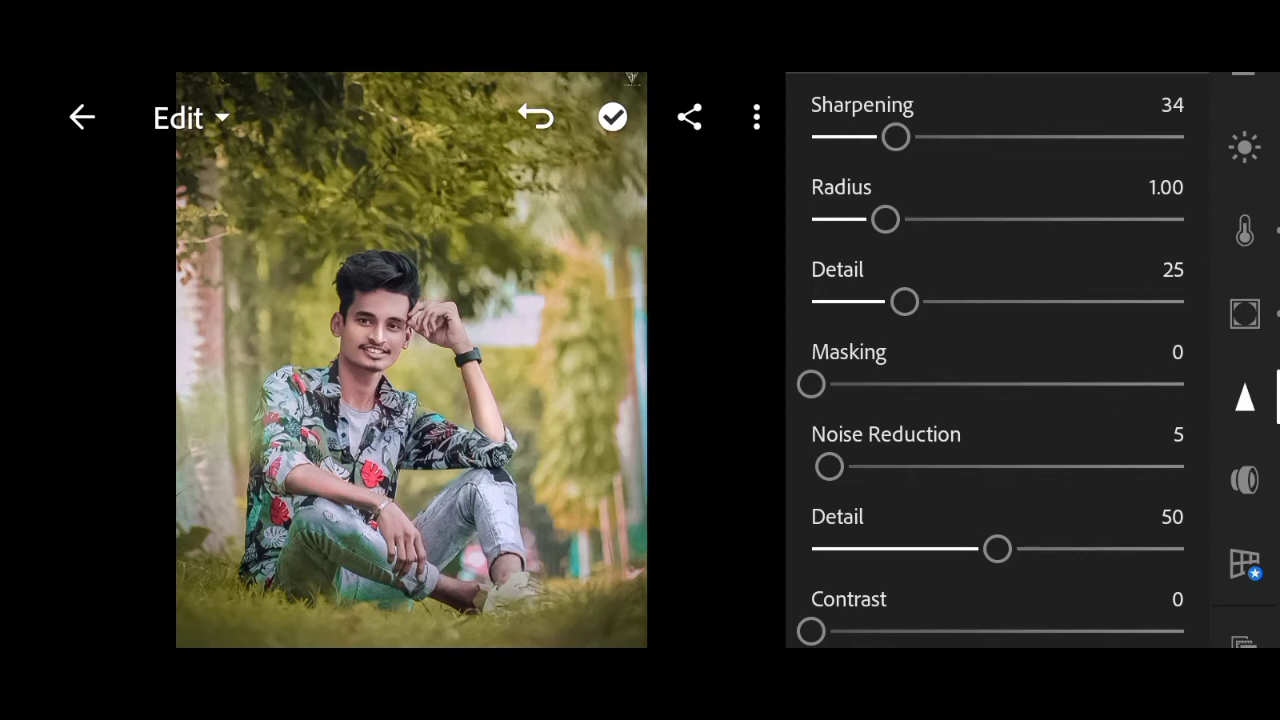 Edit
Sharpening 34
Radius 1.00
Detail 25
Masking 0
Noise Reduction 5
Detail 50
Contrast 0